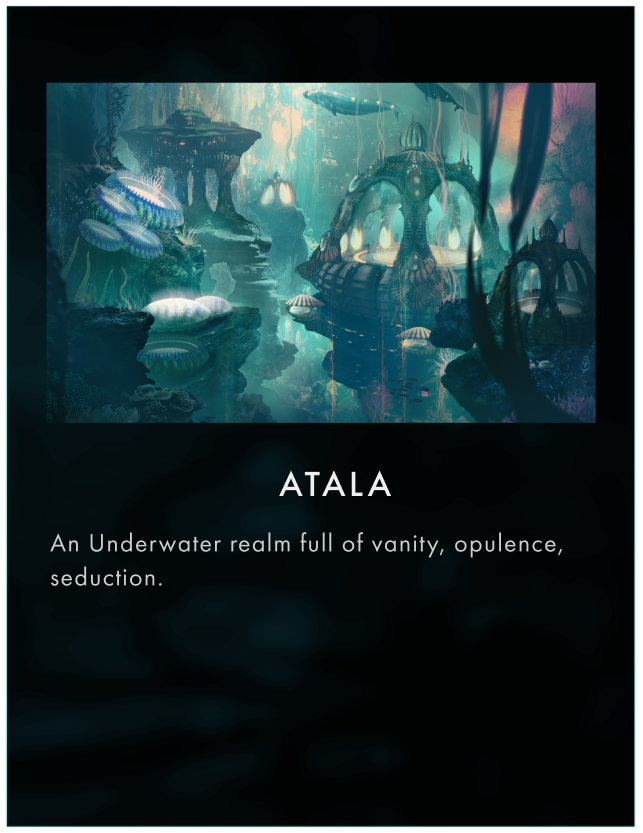 ATALA
An Underwater realm full of vanity, opulence,
seduction.